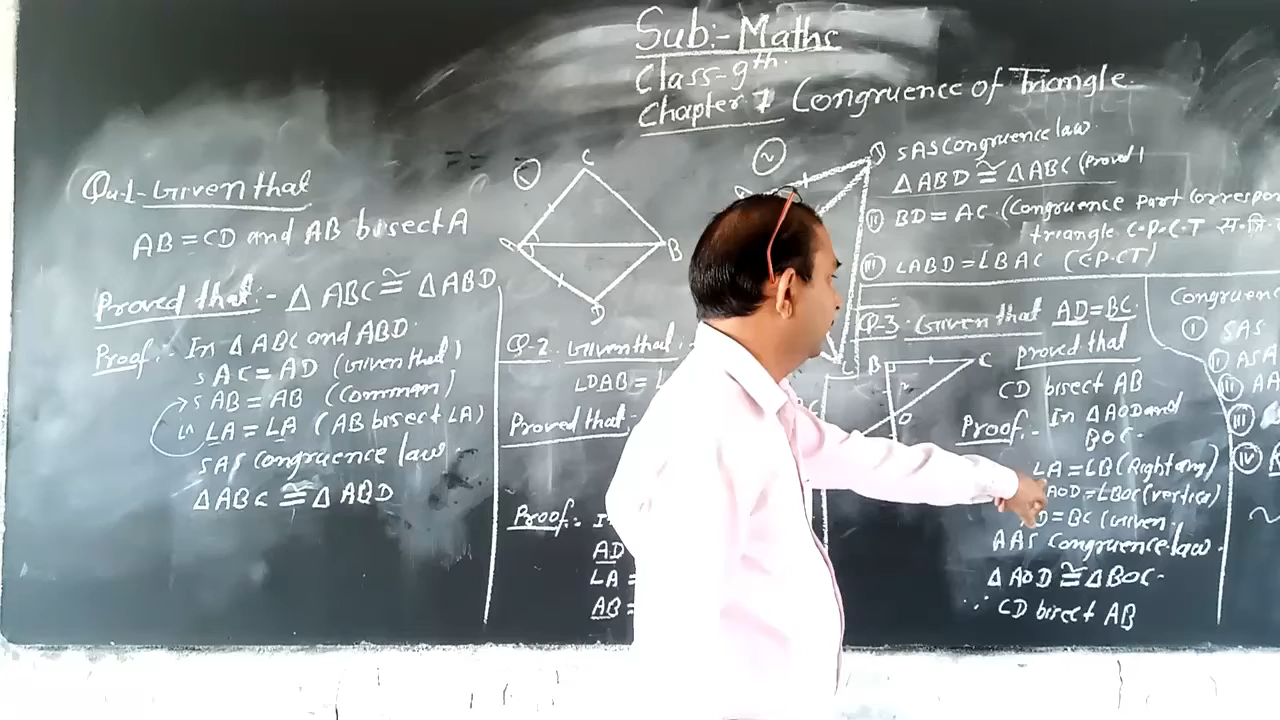 Sub:- Maths
Class-9th.
Chapter 7 Congruence of Triangle.
Qu-1- Given that
AB = CD and AB bisect A
Proved that:- △ ABC ≅ △ ABD
Proof:- In △ ABC and ABD.
S AC = AD (Given that)
S AB = AB (Common)
LA LA = LA (AB bisect LA)
SAS congruence law.
△ ABC ≅ △ ABD
C
A
B
D
Q-2. Given that:-
LDAB = L
Proved that:-
Proof:- I
AD
LA =
AB =
SAS congruence law.
△ ABD ≅ △ ABC (Proved)
(ii) BD = AC (Congruence Part Correspon
triangle C.P.C.T स.त्रि.
(iii) LABD = LBAC (C.P.CT)
D
C
Q-3. Given that AD = BC.
proved that
CD bisect AB
B
C
O
Proof:- In △ AOD and
BOC-
LA = LB (Right ang)
AOD = LBOC (vertica)
D = BC (Given.
AAS congruence law.
△ AOD ≅ △ BOC-
∴ CD bisect AB
Congruenc
(i) SAS
(ii) ASA
(iii) AA
(iii)
(iv) R